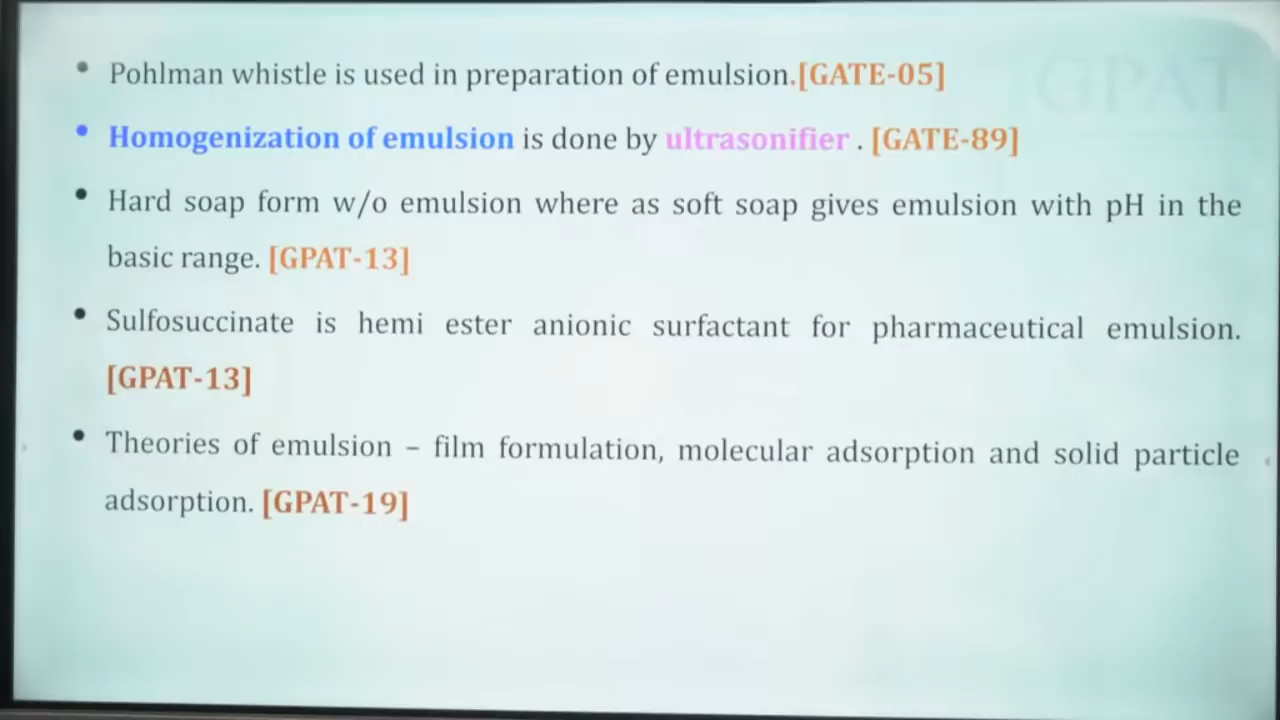 GPAT
• Pohlman whistle is used in preparation of emulsion.[GATE-05]
• Homogenization of emulsion is done by ultrasonifier . [GATE-89]
• Hard soap form w/o emulsion where as soft soap gives emulsion with pH in the
basic range. [GPAT-13]
• Sulfosuccinate is hemi ester anionic surfactant for pharmaceutical emulsion.
[GPAT-13]
• Theories of emulsion – film formulation, molecular adsorption and solid particle
adsorption. [GPAT-19]